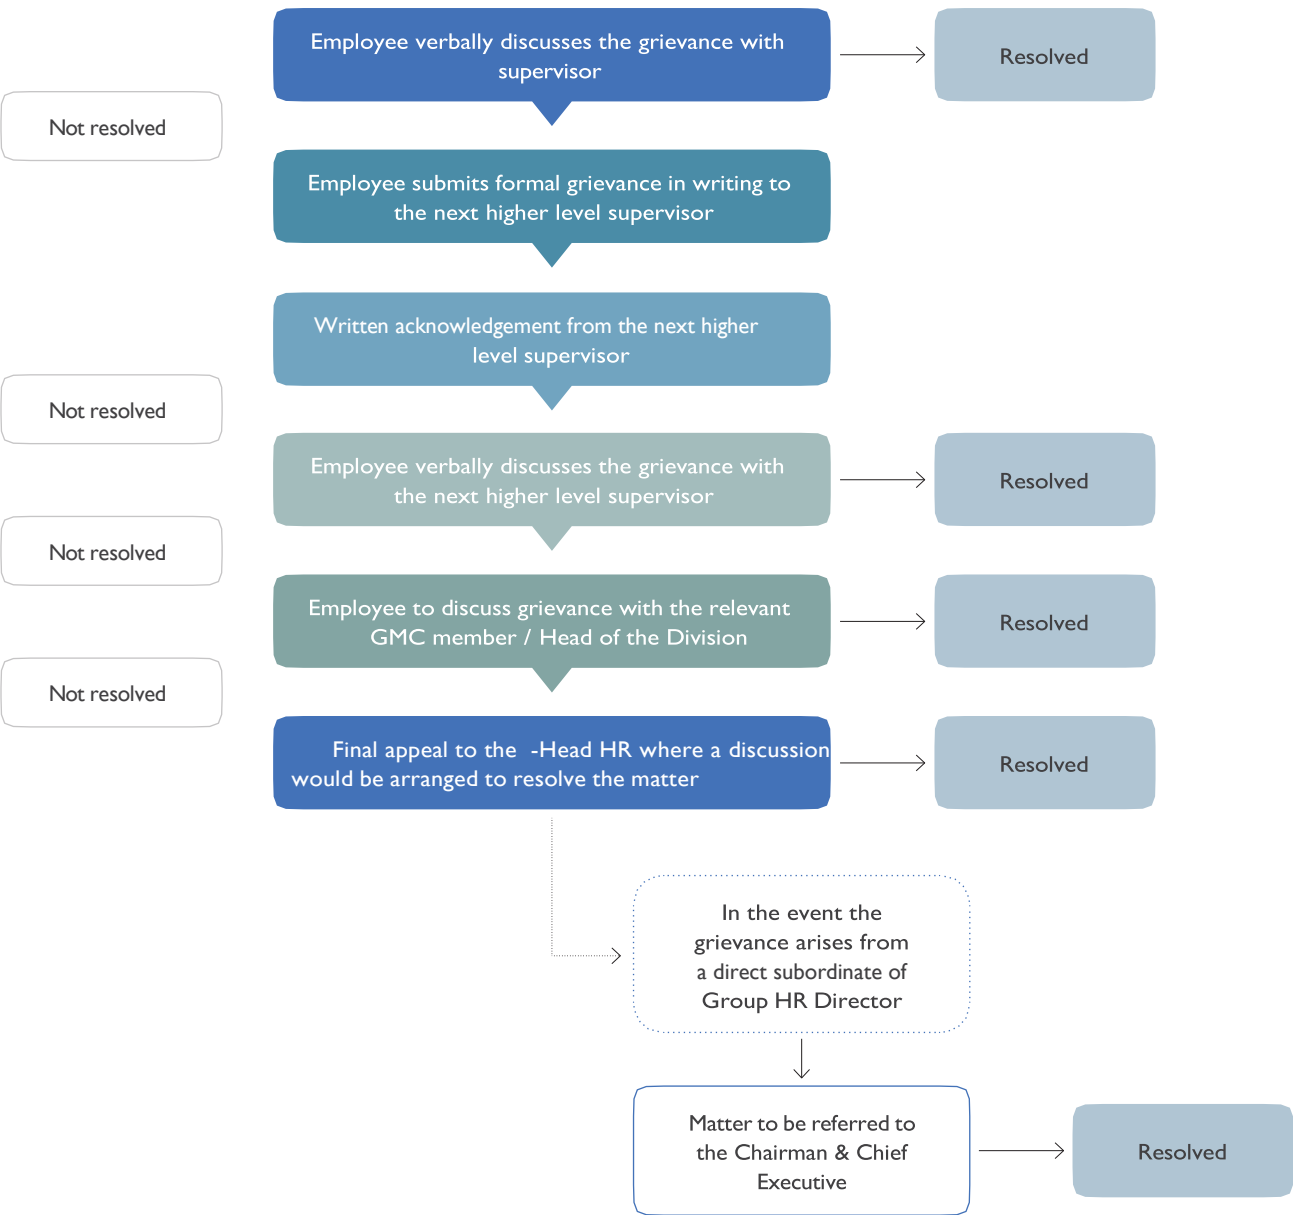 Employee verbally discusses the grievance with
supervisor
Resolved
Not resolved
Employee submits formal grievance in writing to
the next higher level supervisor
Written acknowledgement from the next higher
level supervisor
Not resolved
Employee verbally discusses the grievance with
the next higher level supervisor
Resolved
Not resolved
Employee to discuss grievance with the relevant
GMC member / Head of the Division
Resolved
Not resolved
Final appeal to the  -Head HR where a discussion
would be arranged to resolve the matter
Resolved
In the event the
grievance arises from
a direct subordinate of
Group HR Director
Matter to be referred to
the Chairman & Chief
Executive
Resolved